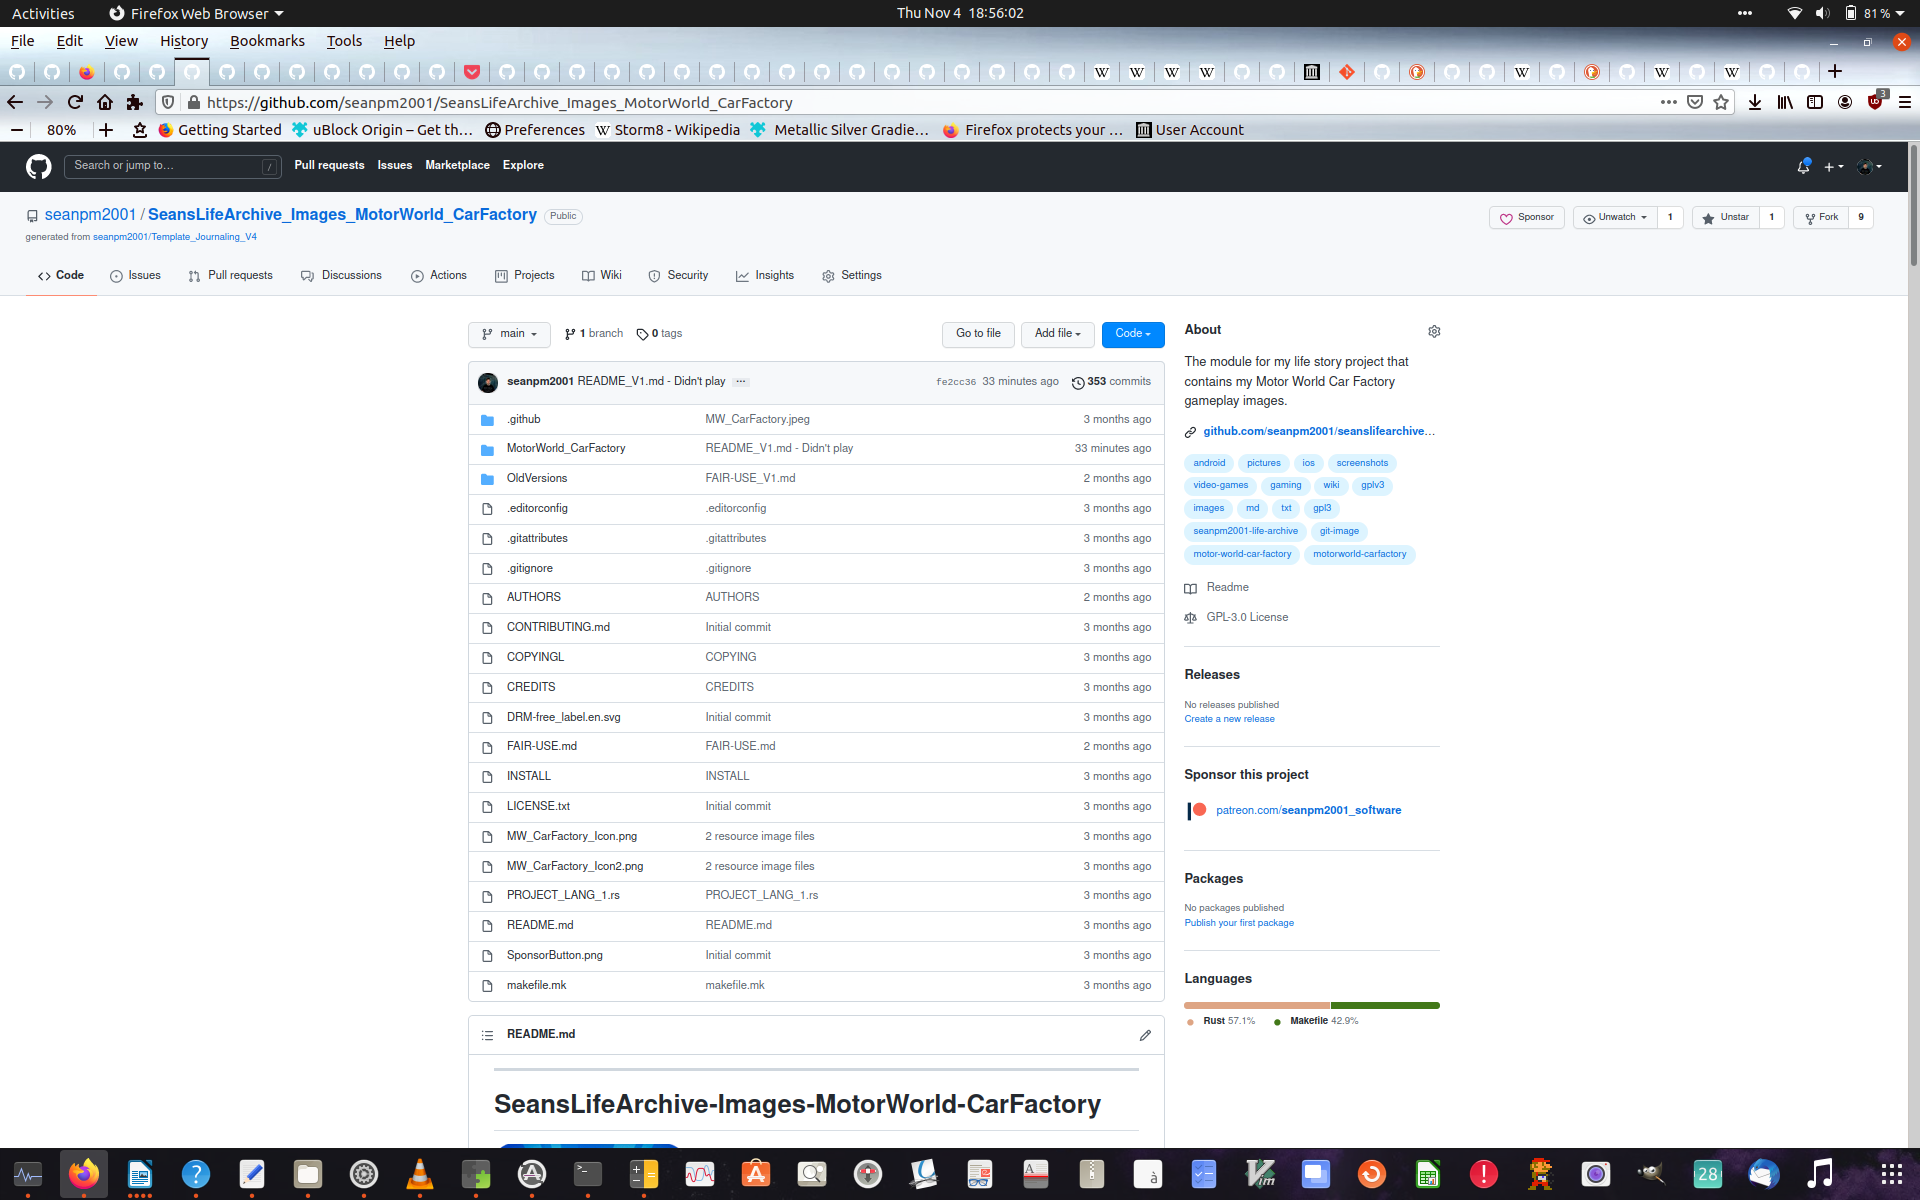 Activities Firefox Web Browser Thu Nov 4 18:56:02 81 %
File Edit View History Bookmarks Tools Help
https://github.com/seanpm2001/SeansLifeArchive_Images_MotorWorld_CarFactory 3
80% Getting Started uBlock Origin – Get th… Preferences Storm8 - Wikipedia Metallic Silver Gradie… Firefox protects your … User Account
Search or jump to… / Pull requests Issues Marketplace Explore
seanpm2001 / SeansLifeArchive_Images_MotorWorld_CarFactory Public Sponsor Unwatch 1 Unstar 1 Fork 9
generated from seanpm2001/Template_Journaling_V4
Code Issues Pull requests Discussions Actions Projects Wiki Security Insights Settings
main 1 branch 0 tags Go to file Add file Code
seanpm2001 README_V1.md - Didn't play ... fe2cc36 33 minutes ago 353 commits
.github MW_CarFactory.jpeg 3 months ago
MotorWorld_CarFactory README_V1.md - Didn't play 33 minutes ago
OldVersions FAIR-USE_V1.md 2 months ago
.editorconfig .editorconfig 3 months ago
.gitattributes .gitattributes 3 months ago
.gitignore .gitignore 3 months ago
AUTHORS AUTHORS 2 months ago
CONTRIBUTING.md Initial commit 3 months ago
COPYINGL COPYING 3 months ago
CREDITS CREDITS 3 months ago
DRM-free_label.en.svg Initial commit 3 months ago
FAIR-USE.md FAIR-USE.md 2 months ago
INSTALL INSTALL 3 months ago
LICENSE.txt Initial commit 3 months ago
MW_CarFactory_Icon.png 2 resource image files 3 months ago
MW_CarFactory_Icon2.png 2 resource image files 3 months ago
PROJECT_LANG_1.rs PROJECT_LANG_1.rs 3 months ago
README.md README.md 3 months ago
SponsorButton.png Initial commit 3 months ago
makefile.mk makefile.mk 3 months ago
README.md
SeansLifeArchive-Images-MotorWorld-CarFactory
About
The module for my life story project that
contains my Motor World Car Factory
gameplay images.
github.com/seanpm2001/seanslifearchive…
android pictures ios screenshots
video-games gaming wiki gplv3
images md txt gpl3
seanpm2001-life-archive git-image
motor-world-car-factory motorworld-carfactory
Readme
GPL-3.0 License
Releases
No releases published
Create a new release
Sponsor this project
patreon.com/seanpm2001_software
Packages
No packages published
Publish your first package
Languages
Rust 57.1% Makefile 42.9%
28